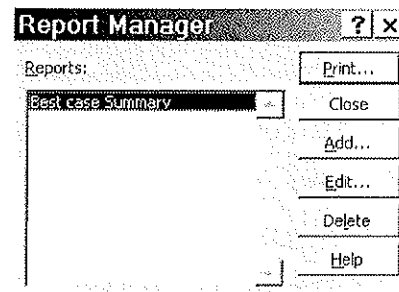 Report Manager
Reports:
Best case Summary
Print...
Close
Add...
Edit...
Delete
Help